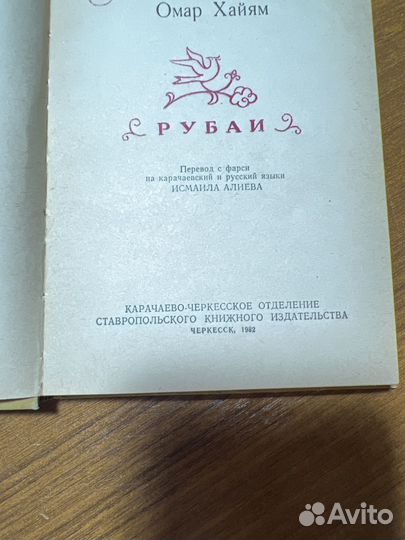 Омар Хайям
РУБАИ
Перевод с фарси
на карачаевский и русский языки
ИСМАИЛА АЛИЕВА
КАРАЧАЕВО-ЧЕРКЕССКОЕ ОТДЕЛЕНИЕ
СТАВРОПОЛЬСКОГО КНИЖНОГО ИЗДАТЕЛЬСТВА
ЧЕРКЕССК, 1982
Avito